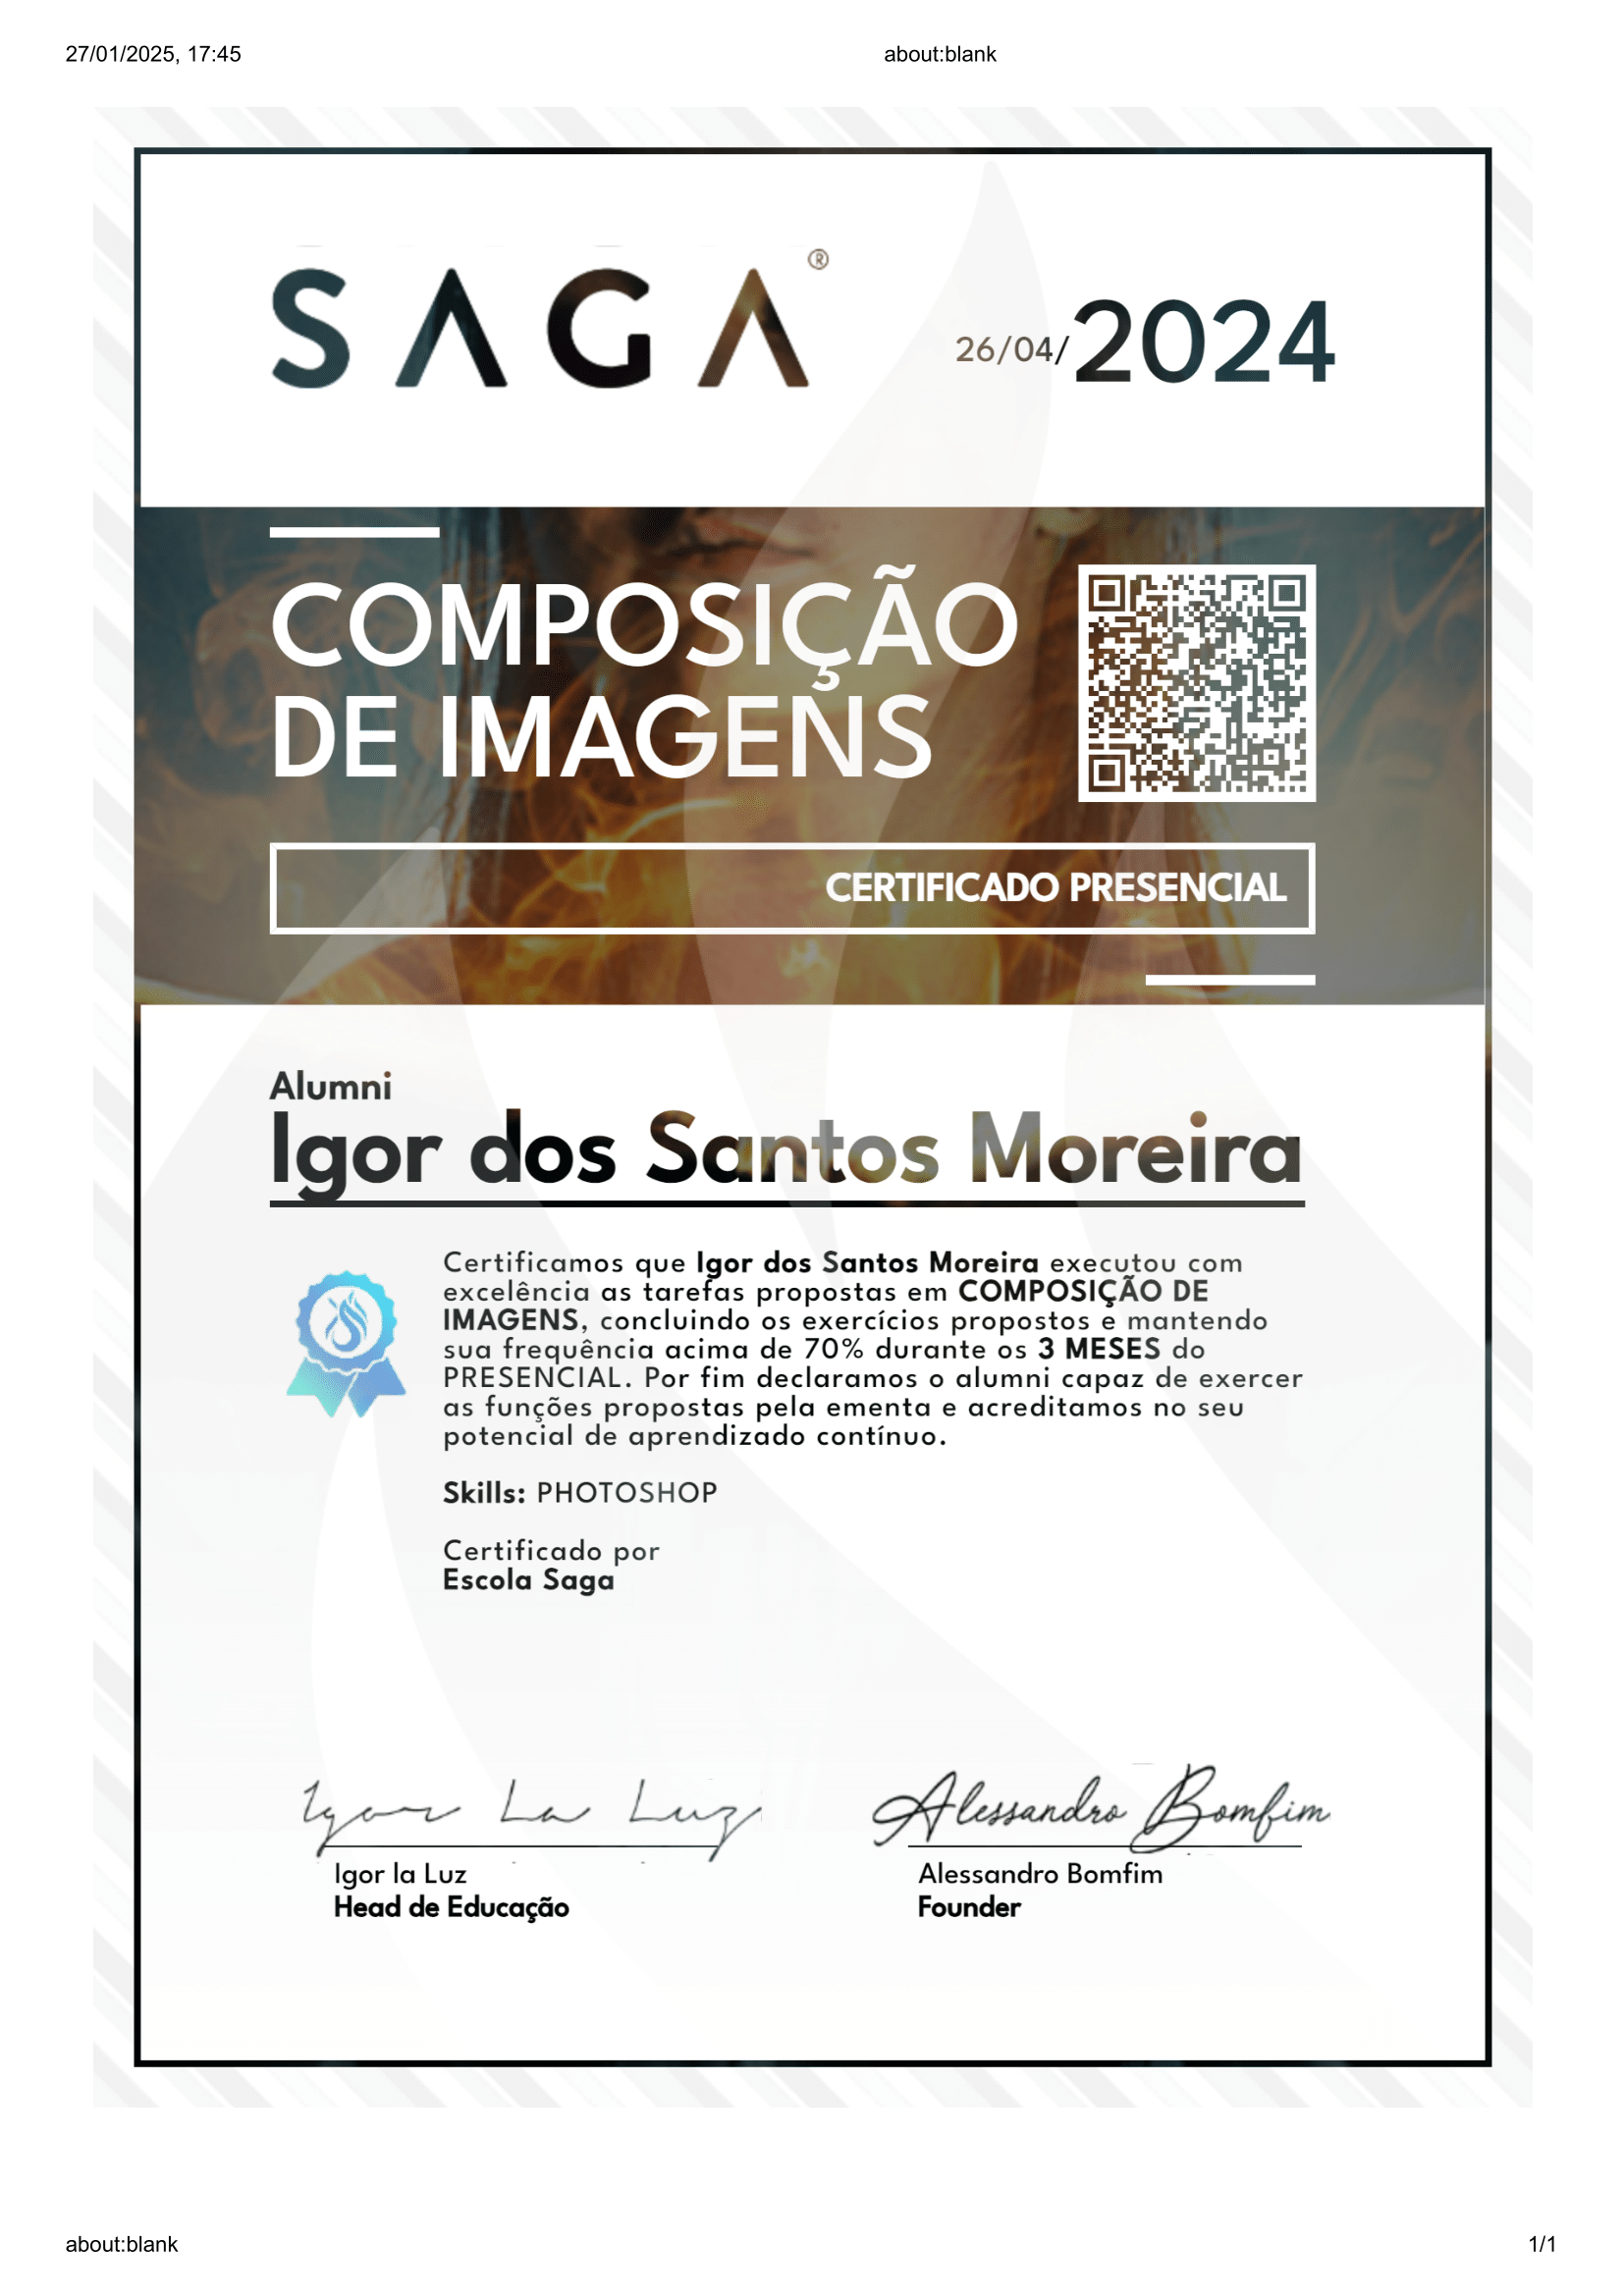 27/01/2025, 17:45 about:blank
SAGA®
26/04/2024
COMPOSIÇÃO
DE IMAGENS
CERTIFICADO PRESENCIAL
Alumni
Igor dos Santos Moreira
Certificamos que Igor dos Santos Moreira executou com
excelência as tarefas propostas em COMPOSIÇÃO DE
IMAGENS, concluindo os exercícios propostos e mantendo
sua frequência acima de 70% durante os 3 MESES do
PRESENCIAL. Por fim declaramos o alumni capaz de exercer
as funções propostas pela ementa e acreditamos no seu
potencial de aprendizado contínuo.
Skills: PHOTOSHOP
Certificado por
Escola Saga
Igor La Luz Alessandro Bomfim
Igor la Luz Alessandro Bomfim
Head de Educação Founder
about:blank 1/1